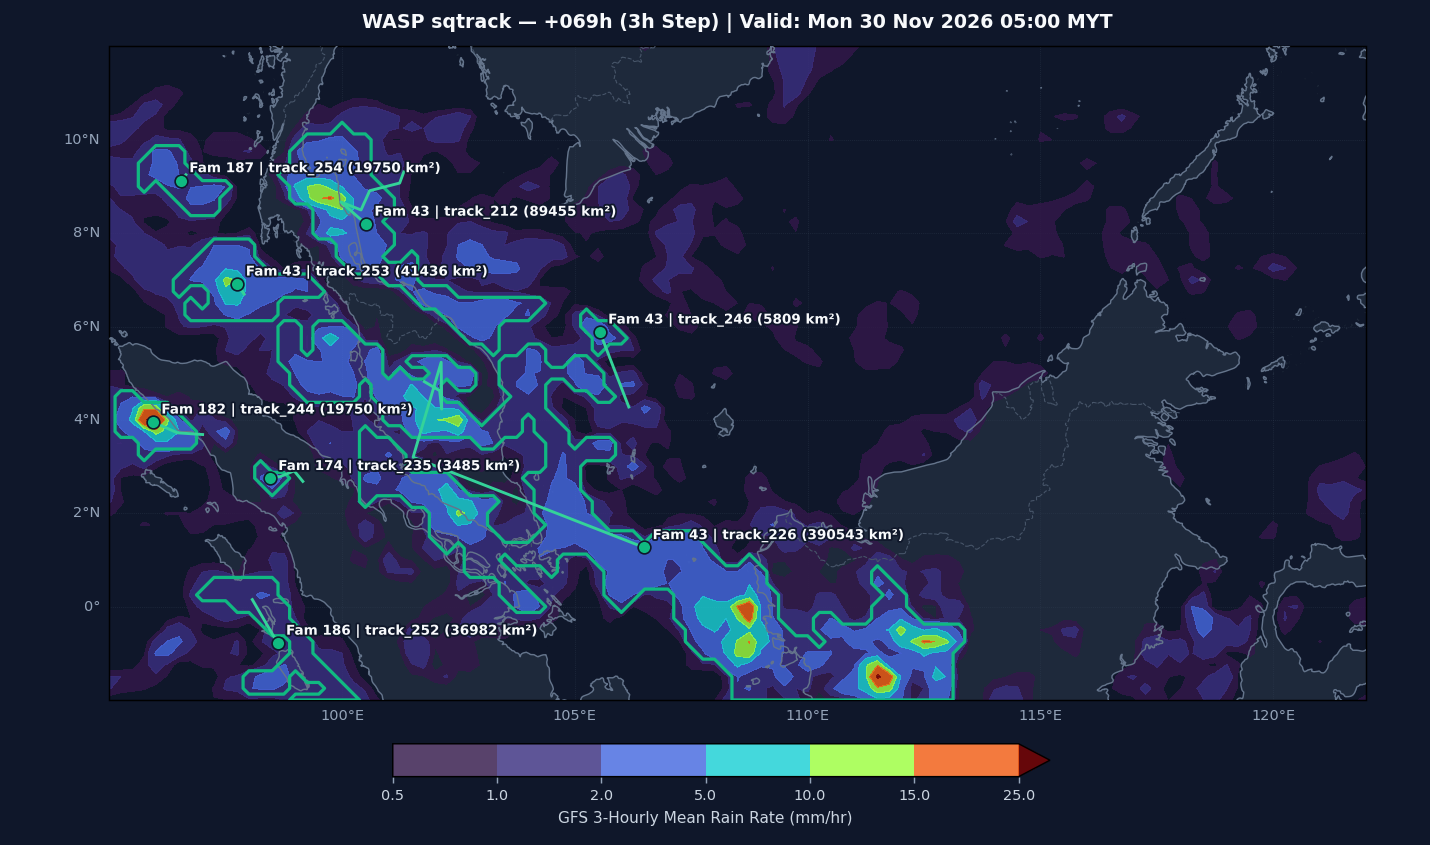 WASP sqtrack — +069h (3h Step) | Valid: Mon 30 Nov 2026 05:00 MYT
10°N
8°N
6°N
4°N
2°N
0°
Fam 187 | track_254 (19750 km²)
Fam 43 | track_212 (89455 km²)
Fam 43 | track_253 (41436 km²)
Fam 43 | track_246 (5809 km²)
Fam 182 | track_244 (19750 km²)
Fam 174 | track_235 (3485 km²)
Fam 43 | track_226 (390543 km²)
Fam 186 | track_252 (36982 km²)
100°E 105°E 110°E 115°E 120°E
0.5 1.0 2.0 5.0 10.0 15.0 25.0
GFS 3-Hourly Mean Rain Rate (mm/hr)